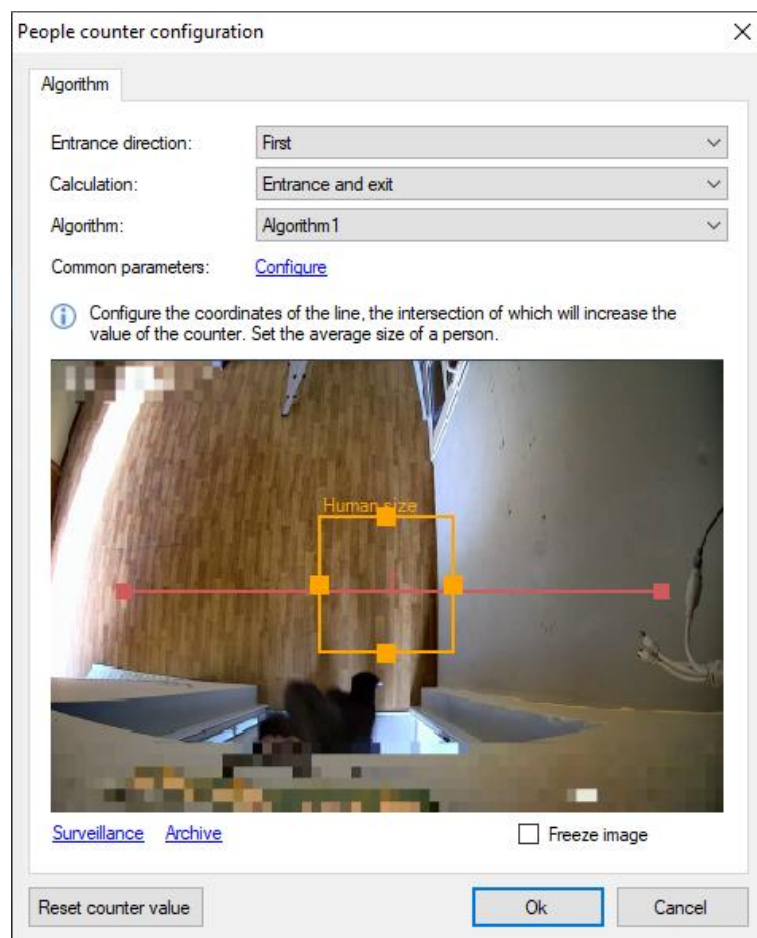 People counter configuration
Algorithm
Entrance direction: First
Calculation: Entrance and exit
Algorithm: Algorithm1
Common parameters: Configure
Configure the coordinates of the line, the intersection of which will increase the
value of the counter. Set the average size of a person.
Human size
Surveillance Archive Freeze image
Reset counter value Ok Cancel